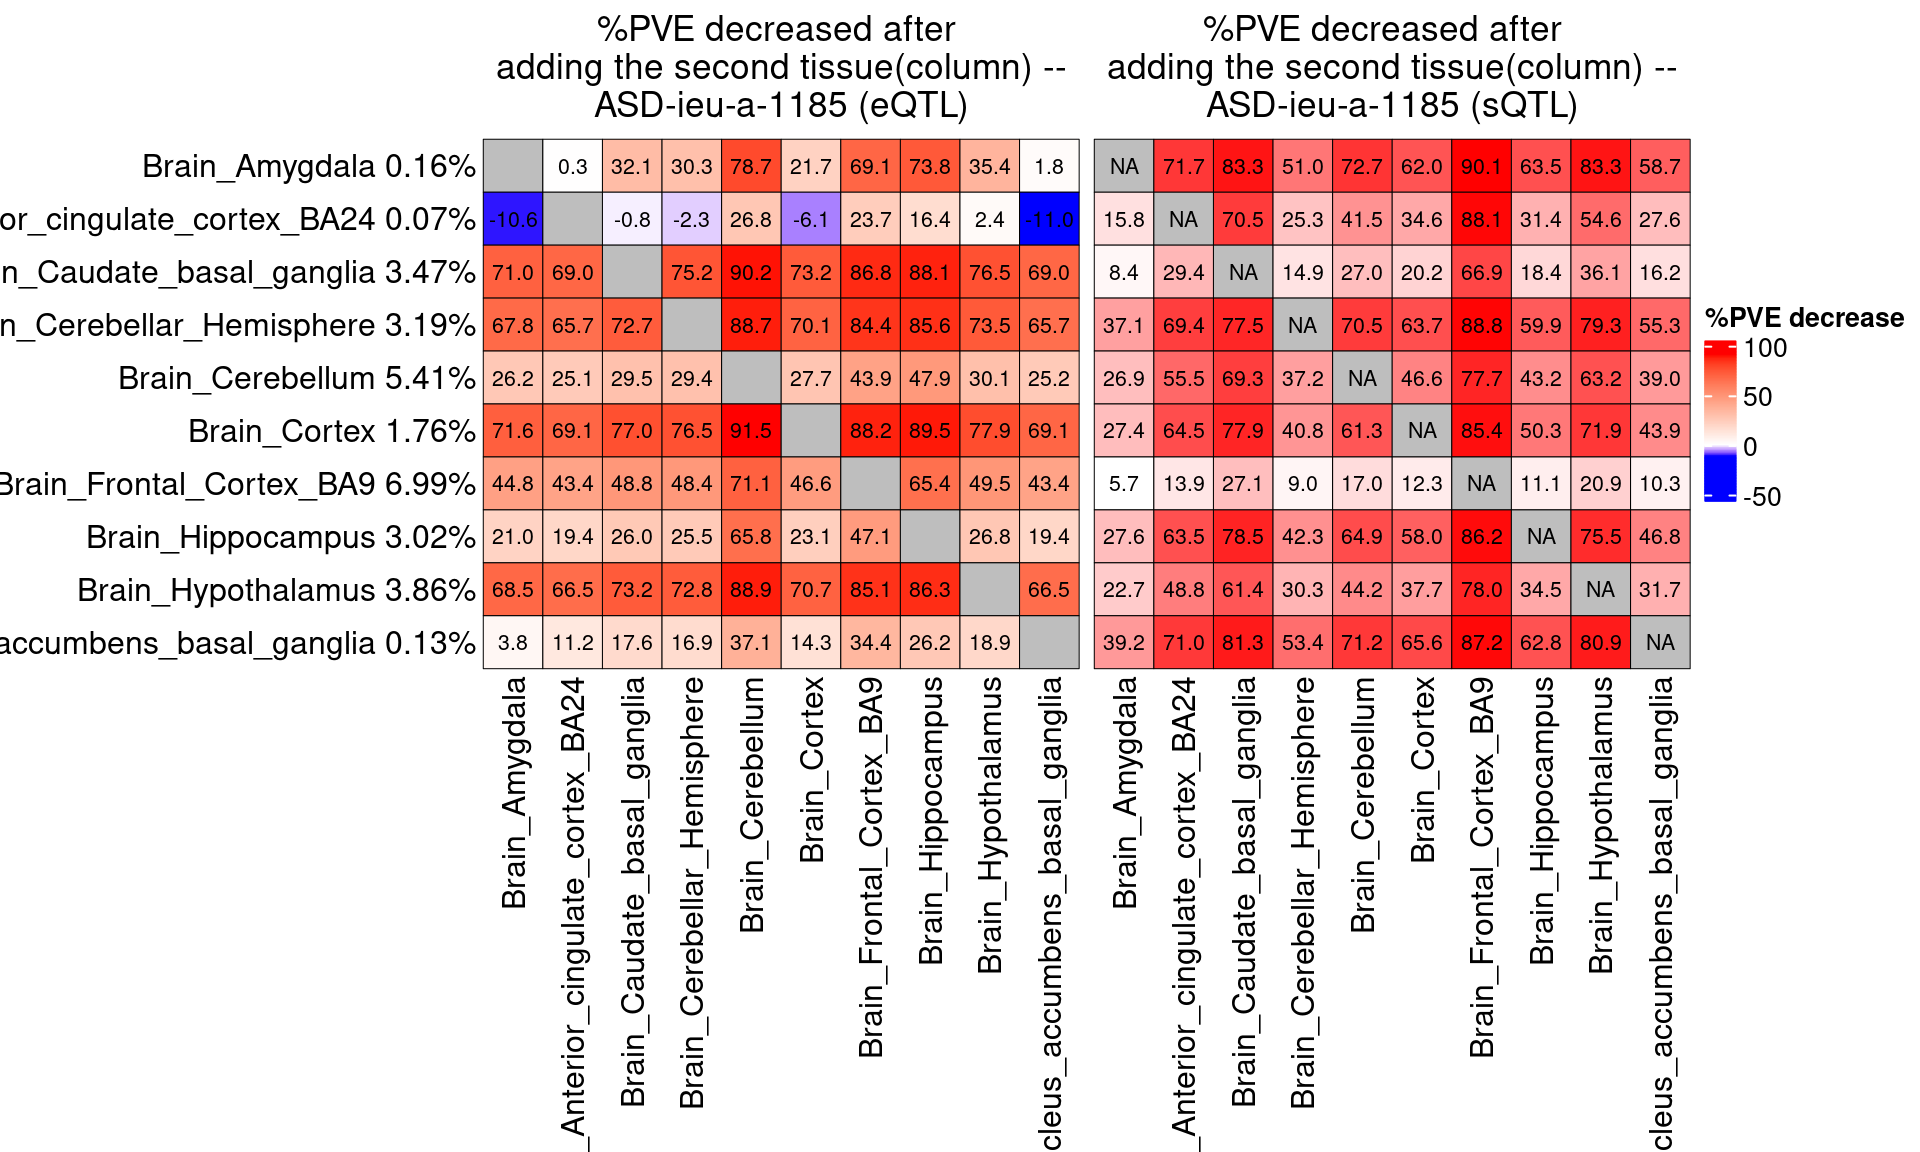 %PVE decreased after
adding the second tissue(column) --
ASD-ieu-a-1185 (eQTL)
%PVE decreased after
adding the second tissue(column) --
ASD-ieu-a-1185 (sQTL)
Brain_Amygdala 0.16% 0.3 32.1 30.3 78.7 21.7 69.1 73.8 35.4 1.8 NA 71.7 83.3 51.0 72.7 62.0 90.1 63.5 83.3 58.7
or_cingulate_cortex_BA24 0.07% -10.6 -0.8 -2.3 26.8 -6.1 23.7 16.4 2.4 -11.0 15.8 NA 70.5 25.3 41.5 34.6 88.1 31.4 54.6 27.6
n_Caudate_basal_ganglia 3.47% 71.0 69.0 75.2 90.2 73.2 86.8 88.1 76.5 69.0 8.4 29.4 NA 14.9 27.0 20.2 66.9 18.4 36.1 16.2
n_Cerebellar_Hemisphere 3.19% 67.8 65.7 72.7 88.7 70.1 84.4 85.6 73.5 65.7 37.1 69.4 77.5 NA 70.5 63.7 88.8 59.9 79.3 55.3
Brain_Cerebellum 5.41% 26.2 25.1 29.5 29.4 27.7 43.9 47.9 30.1 25.2 26.9 55.5 69.3 37.2 NA 46.6 77.7 43.2 63.2 39.0
Brain_Cortex 1.76% 71.6 69.1 77.0 76.5 91.5 88.2 89.5 77.9 69.1 27.4 64.5 77.9 40.8 61.3 NA 85.4 50.3 71.9 43.9
Brain_Frontal_Cortex_BA9 6.99% 44.8 43.4 48.8 48.4 71.1 46.6 65.4 49.5 43.4 5.7 13.9 27.1 9.0 17.0 12.3 NA 11.1 20.9 10.3
Brain_Hippocampus 3.02% 21.0 19.4 26.0 25.5 65.8 23.1 47.1 26.8 19.4 27.6 63.5 78.5 42.3 64.9 58.0 86.2 NA 75.5 46.8
Brain_Hypothalamus 3.86% 68.5 66.5 73.2 72.8 88.9 70.7 85.1 86.3 66.5 22.7 48.8 61.4 30.3 44.2 37.7 78.0 34.5 NA 31.7
accumbens_basal_ganglia 0.13% 3.8 11.2 17.6 16.9 37.1 14.3 34.4 26.2 18.9 39.2 71.0 81.3 53.4 71.2 65.6 87.2 62.8 80.9 NA
Brain_Amygdala
_Anterior_cingulate_cortex_BA24
Brain_Caudate_basal_ganglia
Brain_Cerebellar_Hemisphere
Brain_Cerebellum
Brain_Cortex
Brain_Frontal_Cortex_BA9
Brain_Hippocampus
Brain_Hypothalamus
cleus_accumbens_basal_ganglia
Brain_Amygdala
_Anterior_cingulate_cortex_BA24
Brain_Caudate_basal_ganglia
Brain_Cerebellar_Hemisphere
Brain_Cerebellum
Brain_Cortex
Brain_Frontal_Cortex_BA9
Brain_Hippocampus
Brain_Hypothalamus
cleus_accumbens_basal_ganglia
%PVE decrease
100
50
0
-50